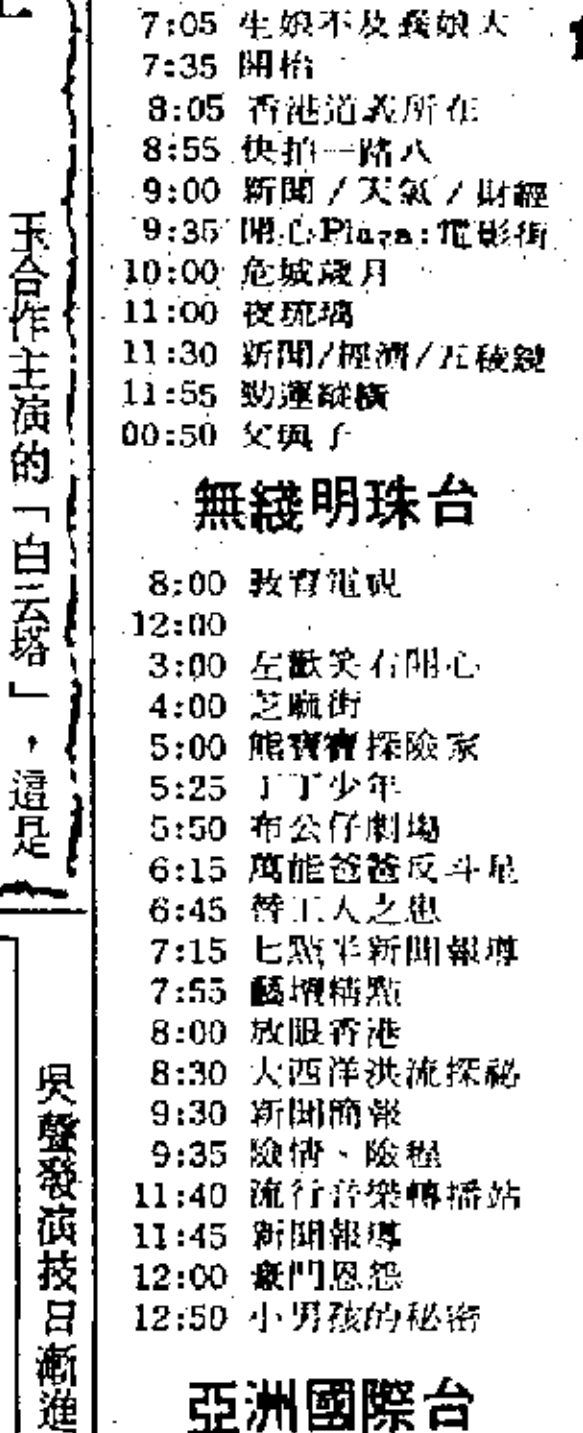 7:05 生娘不及養娘大
7:35 開枱
8:05 香港道義所在
8:55 快拍一路八
9:00 新聞/天氣/財經
9:35 開心Plaza:電影街
10:00 危城歲月
11:00 夜琉璃
11:30 新聞/經濟/五稜鏡
11:55 勁運縱橫
00:50 父與子
無綫明珠台
8:00 教育電視
12:00
3:00 左歡笑右開心
4:00 芝麻街
5:00 熊寶寶探險家
5:25 丁丁少年
5:50 布公仔劇場
6:15 萬能爸爸反斗星
6:45 替工人之患
7:15 七點半新聞報導
7:55 藝壇精點
8:00 放眼香港
8:30 大西洋洪流探祕
9:30 新聞簡報
9:35 險情、險程
11:40 流行音樂轉播站
11:45 新聞報導
12:00 豪門恩怨
12:50 小男孩的秘密
亞洲國際台
玉合作主演的「白云塔」,這是
吳聲發演技日漸進